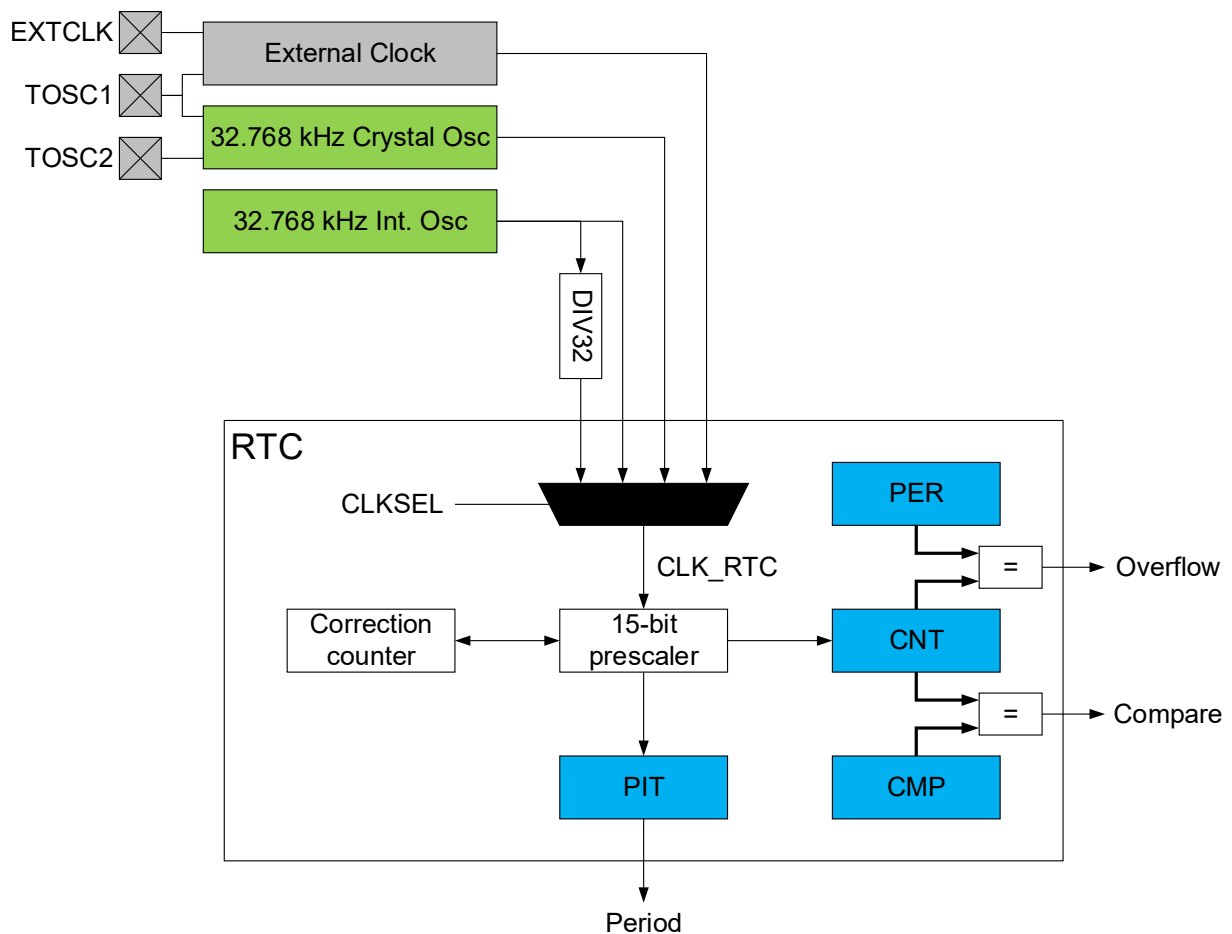 EXTCLK
External Clock
TOSC1
32.768 kHz Crystal Osc
TOSC2
32.768 kHz Int. Osc
DIV32
RTC
CLKSEL
PER
CLK_RTC
=
Overflow
Correction
counter
15-bit
prescaler
CNT
=
Compare
PIT
CMP
Period